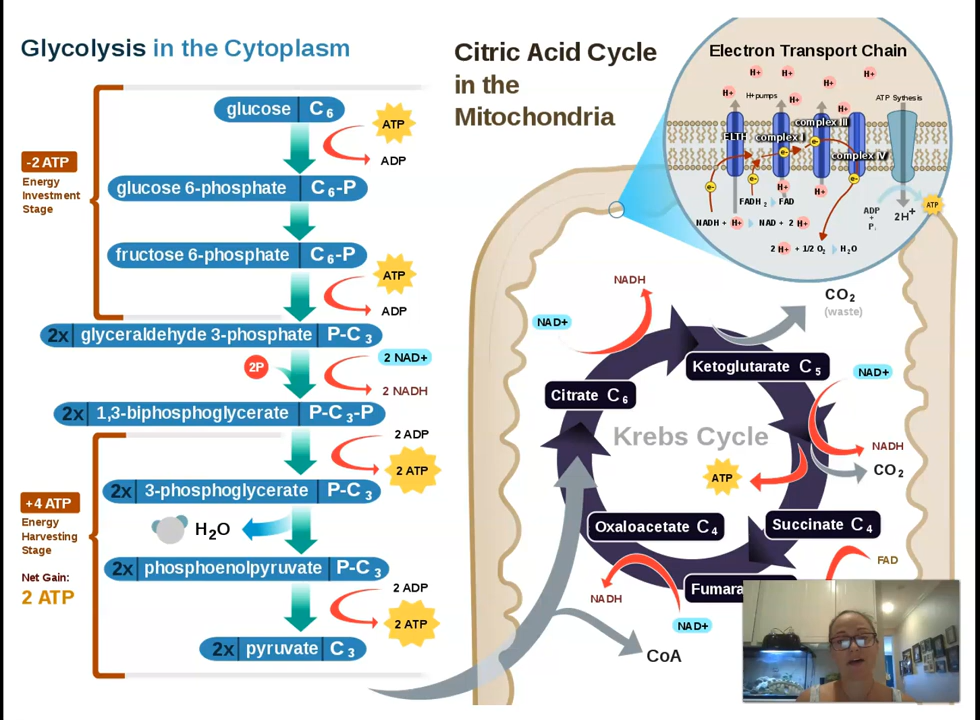 Glycolysis in the Cytoplasm
-2 ATP
Energy
Investment
Stage
glucose C6
ATP
ADP
glucose 6-phosphate C6-P
fructose 6-phosphate C6-P
ATP
ADP
2x glyceraldehyde 3-phosphate P-C3
2P
2 NAD+
2 NADH
2x 1,3-biphosphoglycerate P-C3-P
+4 ATP
Energy
Harvesting
Stage
Net Gain:
2 ATP
2 ADP
2 ATP
2x 3-phosphoglycerate P-C3
H2O
2x phosphoenolpyruvate P-C3
2 ADP
2 ATP
2x pyruvate C3
Citric Acid Cycle
in the
Mitochondria
Electron Transport Chain
H+
H+
H+
H+
H+
H+pumps
H+
H+
ATP Sythesis
complex I
complex III
complex IV
e-
e-
e-
e-
e-
H+
H+
FADH2 FAD
NADH + H+ NAD + 2 H+
2 H+ + 1/2 O2 H2O
ADP
+
Pi
2H+
ATP
NADH
NAD+
CO2
(waste)
Ketoglutarate C5
NAD+
Citrate C6
Krebs Cycle
NADH
CO2
ATP
Oxaloacetate C4
Succinate C4
FAD
NADH
NAD+
CoA